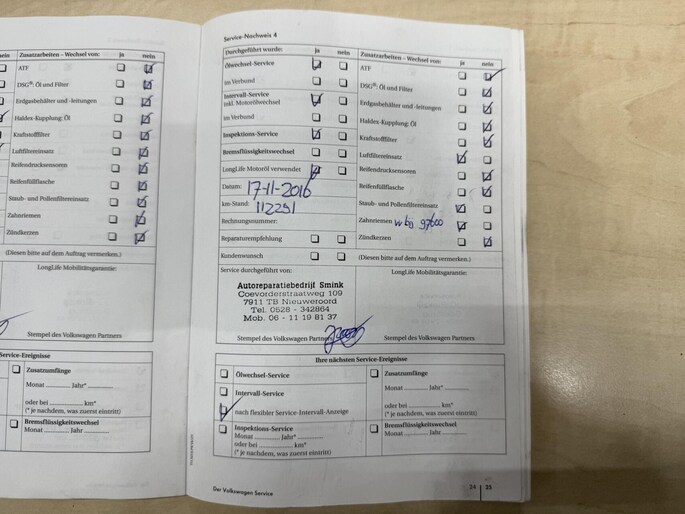 nein
Zusatzarbeiten – Wechsel von:
ja
nein
ATF
DSG®: Öl und Filter
Erdgasbehälter und -leitungen
Haldex-Kupplung: Öl
Kraftstofffilter
Luftfiltereinsatz
Reifendrucksensoren
Reifenfüllflasche
Staub- und Pollenfiltereinsatz
Zahnriemen
Zündkerzen
(Diesen bitte auf dem Auftrag vermerken.)
LongLife Mobilitätsgarantie:
Stempel des Volkswagen Partners
Service-Ereignisse
Zusatzumfänge
Monat Jahr*
oder bei km*
(* je nachdem, was zuerst eintritt)
Bremsflüssigkeitswechsel
Monat Jahr
Service-Nachweis 4
Durchgeführt wurde:
ja
nein
Ölwechsel-Service
im Verbund
Intervall-Service
inkl. Motorölwechsel
im Verbund
Inspektions-Service
Bremsflüssigkeitswechsel
LongLife Motoröl verwendet
Datum: 17-11-2016
km-Stand: 112251
Rechnungsnummer:
Reparaturempfehlung
Kundenwunsch
Zusatzarbeiten – Wechsel von:
ja
nein
ATF
DSG®: Öl und Filter
Erdgasbehälter und -leitungen
Haldex-Kupplung: Öl
Kraftstofffilter
Luftfiltereinsatz
Reifendrucksensoren
Reifenfüllflasche
Staub- und Pollenfiltereinsatz
Zahnriemen 97600
Zündkerzen
(Diesen bitte auf dem Auftrag vermerken.)
Service durchgeführt von:
Autoreparatiebedrijf Smink
Coevorderstraatweg 109
7911 TB Nieuweroord
Tel. 0528 - 342864
Mob. 06 - 11 19 81 37
Stempel des Volkswagen Partners
LongLife Mobilitätsgarantie:
Ihre nächsten Service-Ereignisse
Ölwechsel-Service
Intervall-Service
nach flexibler Service-Intervall-Anzeige
Inspektions-Service
Monat Jahr*
oder bei km*
(* je nachdem, was zuerst eintritt)
Zusatzumfänge
Monat Jahr*
oder bei km*
(* je nachdem, was zuerst eintritt)
Bremsflüssigkeitswechsel
Monat Jahr
Der Volkswagen Service
24 25